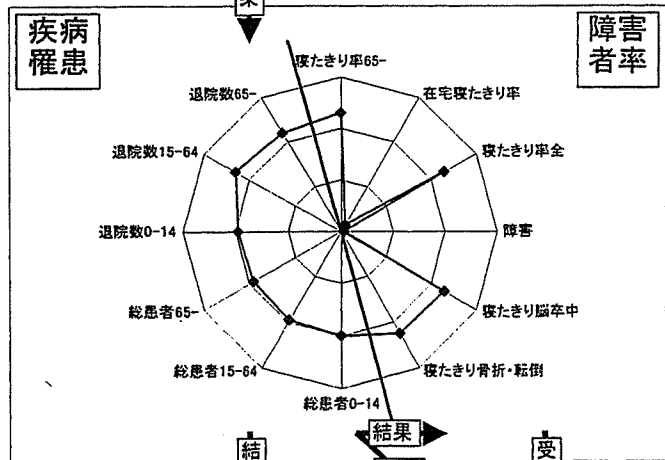 果
疾病
罹患
障害
者率
寝たきり率65-
退院数65-
在宅寝たきり率
退院数15-64
寝たきり率全
退院数0-14
障害
総患者65-
寝たきり脳卒中
総患者15-64
寝たきり骨折・転倒
総患者0-14
結果
結
受